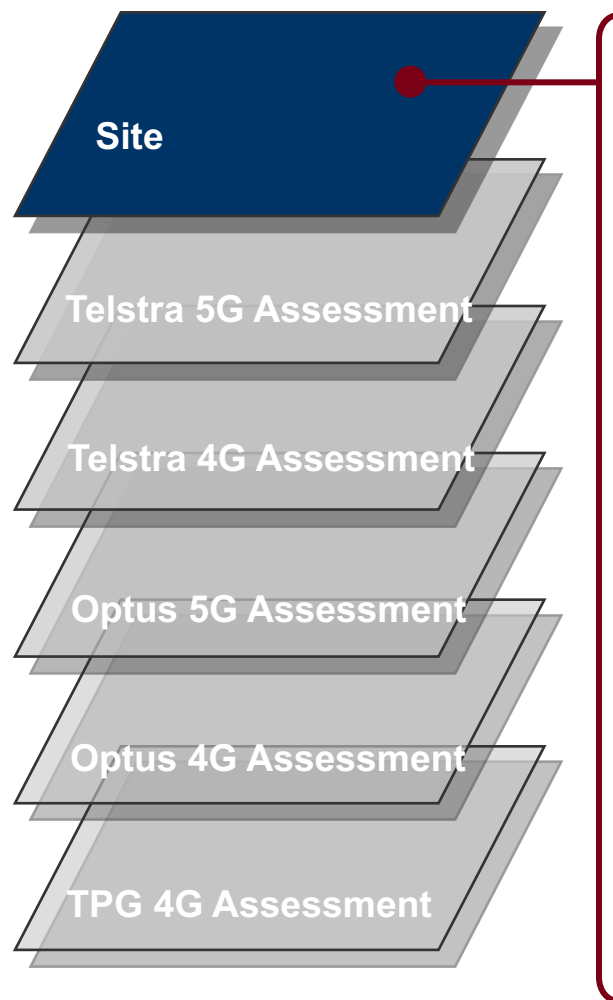 Site
Telstra 5G Assessment
Telstra 4G Assessment
Optus 5G Assessment
Optus 4G Assessment
TPG 4G Assessment